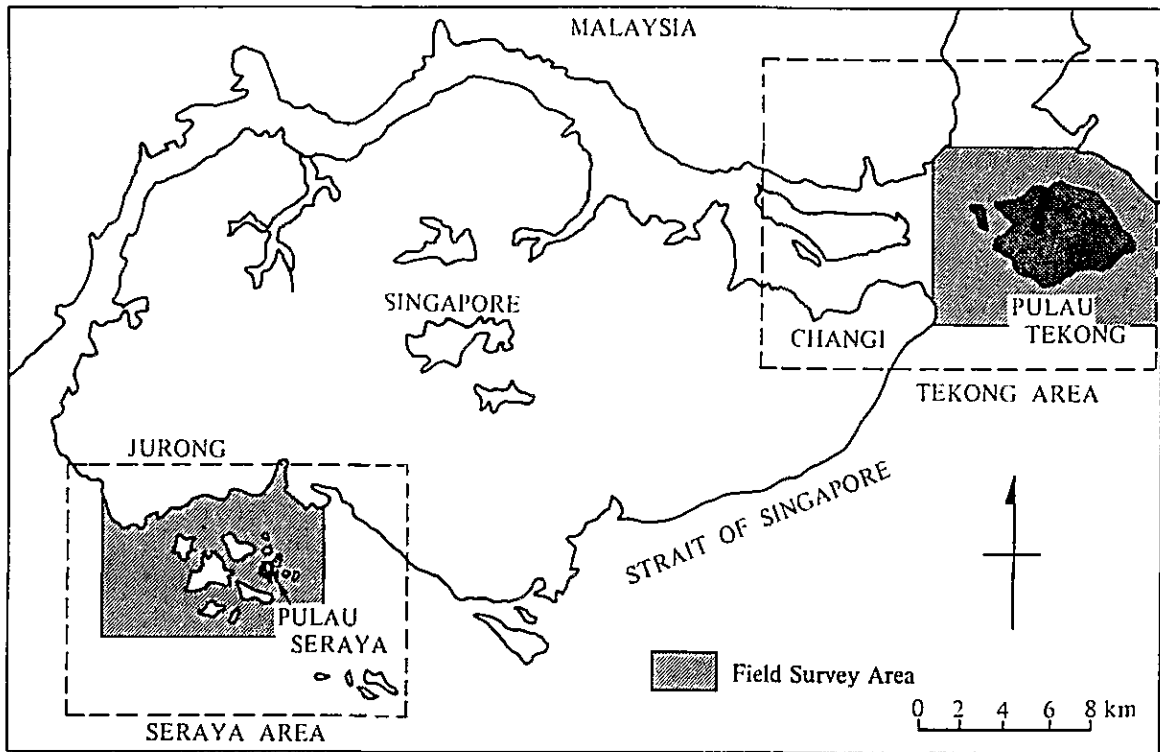 MALAYSIA
SINGAPORE
CHANGI
PULAU
TEKONG
TEKONG AREA
JURONG
STRAIT OF SINGAPORE
PULAU
SERAYA
Field Survey Area
0 2 4 6 8 km
SERAYA AREA